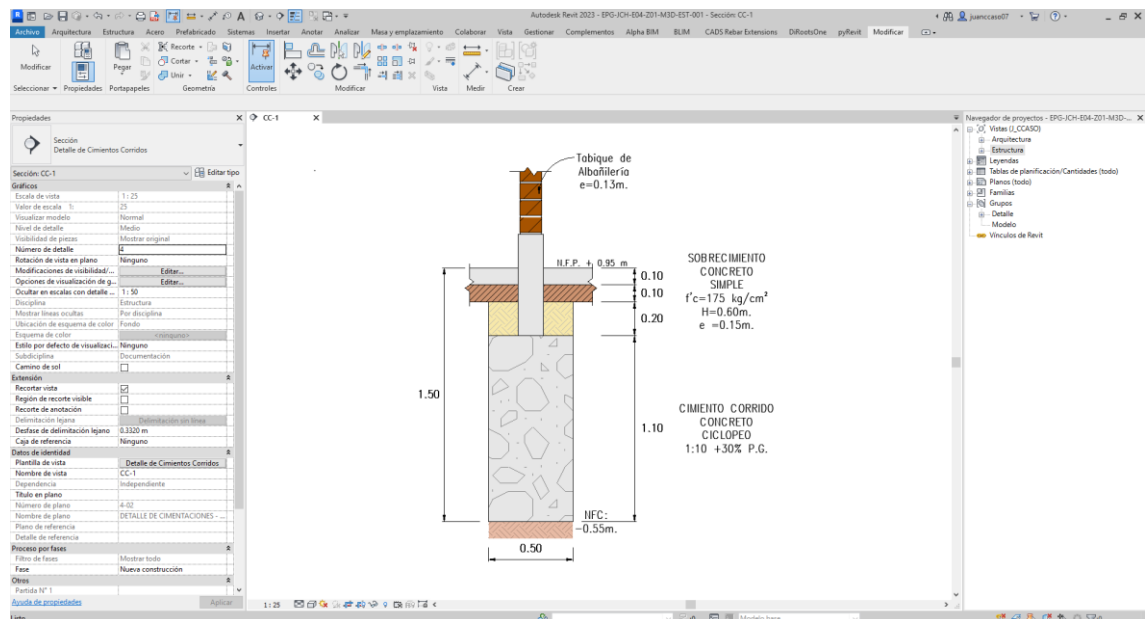 Autodesk Revit 2023 - EPG-JCH-E04-Z01-M3D-EST-001 - Sección: CC-1
juanccaso07
Archivo Arquitectura Estructura Acero Prefabricado Sistemas Insertar Anotar Analizar Masa y emplazamiento Colaborar Vista Gestionar Complementos Alpha BIM BLIM CADS Rebar Extensions DiRootsOne pyRevit Modificar
Modificar
Pegar
Recorte
Cortar
Unir
Activar
Seleccionar Propiedades Portapapeles Geometría Controles Modificar Vista Medir Crear
Propiedades
Sección
Detalle de Cimientos Corridos
Sección: CC-1
Editar tipo
Gráficos
Escala de vista 1 : 25
Valor de escala 1: 25
Visualizar modelo Normal
Nivel de detalle Medio
Visibilidad de piezas Mostrar original
Número de detalle 4
Rotación de vista en plano Ninguno
Modificaciones de visibilidad/... Editar...
Opciones de visualización de g... Editar...
Ocultar en escalas con detalle ... 1 : 50
Disciplina Estructura
Mostrar líneas ocultas Por disciplina
Ubicación de esquema de color Fondo
Esquema de color <ninguno>
Estilo por defecto de visualizaci... Ninguno
Subdisciplina Documentación
Camino de sol
Extensión
Recortar vista
Región de recorte visible
Recorte de anotación
Delimitación lejana Delimitación sin línea
Desfase de delimitación lejano 0.3320 m
Caja de referencia Ninguno
Datos de identidad
Plantilla de vista Detalle de Cimientos Corridos
Nombre de vista CC-1
Dependencia Independiente
Título en plano
Número de plano 4-02
Nombre de plano DETALLE DE CIMENTACIONES - ...
Plano de referencia
Detalle de referencia
Proceso por fases
Filtro de fases Mostrar todo
Fase Nueva construcción
Otros
Partida N° 1
Ayuda de propiedades
Aplicar
Listo
CC-1
Tabique de
Albañilería
e=0.13m.
N.F.P. + 0.95 m
0.10
0.10
0.20
SOBRECIMIENTO
CONCRETO
SIMPLE
f'c=175 kg/cm²
H=0.60m.
e =0.15m.
1.50
1.10
CIMIENTO CORRIDO
CONCRETO
CICLOPEO
1:10 +30% P.G.
NFC:
-0.55m.
0.50
1 : 25
Modelo base
Navegador de proyectos - EPG-JCH-E04-Z01-M3D-...
Vistas (J_CCASO)
Arquitectura
Estructura
Leyendas
Tablas de planificación/Cantidades (todo)
Planos (todo)
Familias
Grupos
Detalle
Modelo
Vínculos de Revit